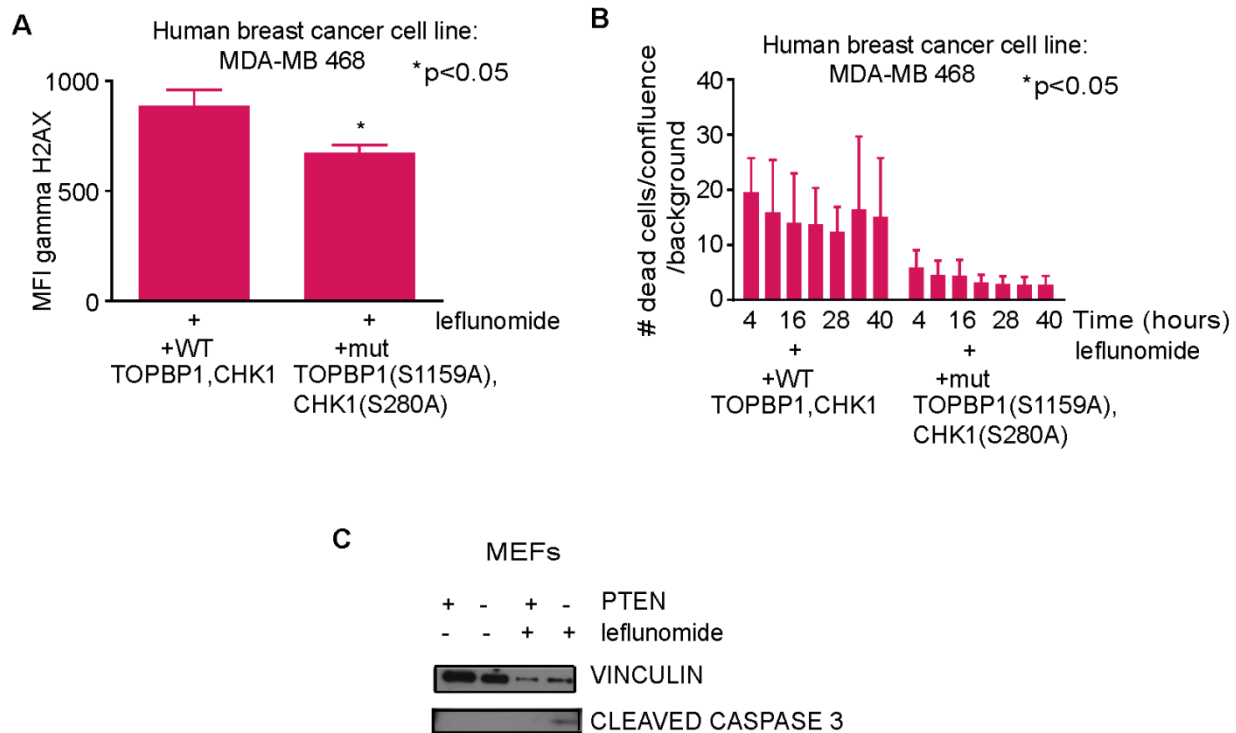 A
Human breast cancer cell line:
MDA-MB 468
*p<0.05
MFI gamma H2AX
1000
500
0
+ + leflunomide
+WT +mut
TOPBP1,CHK1 TOPBP1(S1159A),
CHK1(S280A)
B
Human breast cancer cell line:
MDA-MB 468
*p<0.05
# dead cells/confluence
/background
40
30
20
10
0
4 16 28 40 4 16 28 40 Time (hours)
+ + leflunomide
+WT +mut
TOPBP1,CHK1 TOPBP1(S1159A),
CHK1(S280A)
*
C
MEFs
+ - + - PTEN
- - + + leflunomide
VINCULIN
CLEAVED CASPASE 3